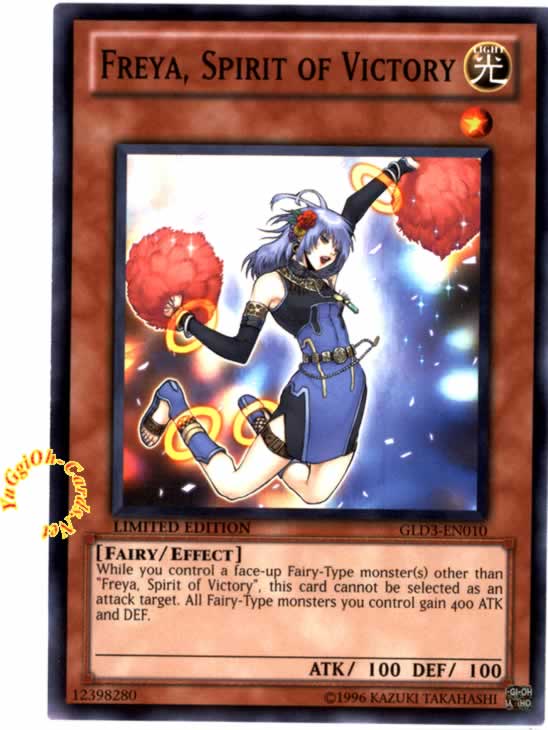 FREYA, SPIRIT OF VICTORY
LIGHT
光
YuGgiOh-Cards.Net
LIMITED EDITION
GLD3-EN010
[FAIRY/EFFECT]
While you control a face-up Fairy-Type monster(s) other than
"Freya, Spirit of Victory", this card cannot be selected as an
attack target. All Fairy-Type monsters you control gain 400 ATK
and DEF.
ATK/ 100 DEF/ 100
12398280
©1996 KAZUKI TAKAHASHI